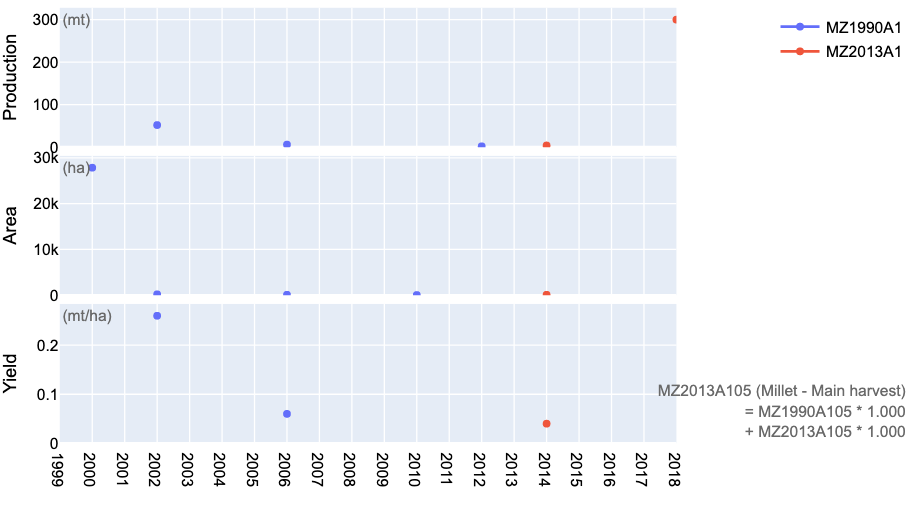 Production
300
(mt)
200
100
0
Area
30k
(ha)
20k
10k
0
Yield
(mt/ha)
0.2
0.1
0
1999
2000
2001
2002
2003
2004
2005
2006
2007
2008
2009
2010
2011
2012
2013
2014
2015
2016
2017
2018
MZ1990A1
MZ2013A1
MZ2013A105 (Millet - Main harvest)
= MZ1990A105 * 1.000
+ MZ2013A105 * 1.000